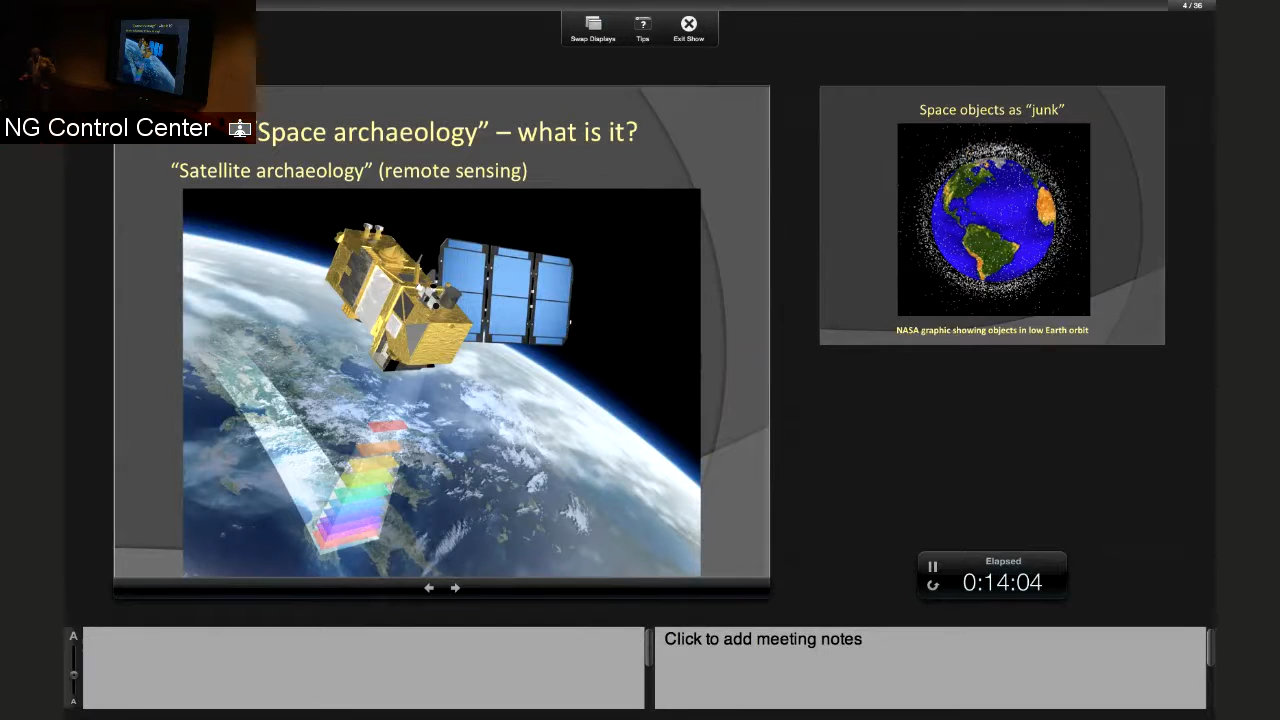 4 / 36
Swap Displays
Tips
Exit Show
NG Control Center
"Space archaeology" – what is it?
“Satellite archaeology” (remote sensing)
Space objects as “junk”
NASA graphic showing objects in low Earth orbit
Elapsed
0:14:04
A
A
Click to add meeting notes